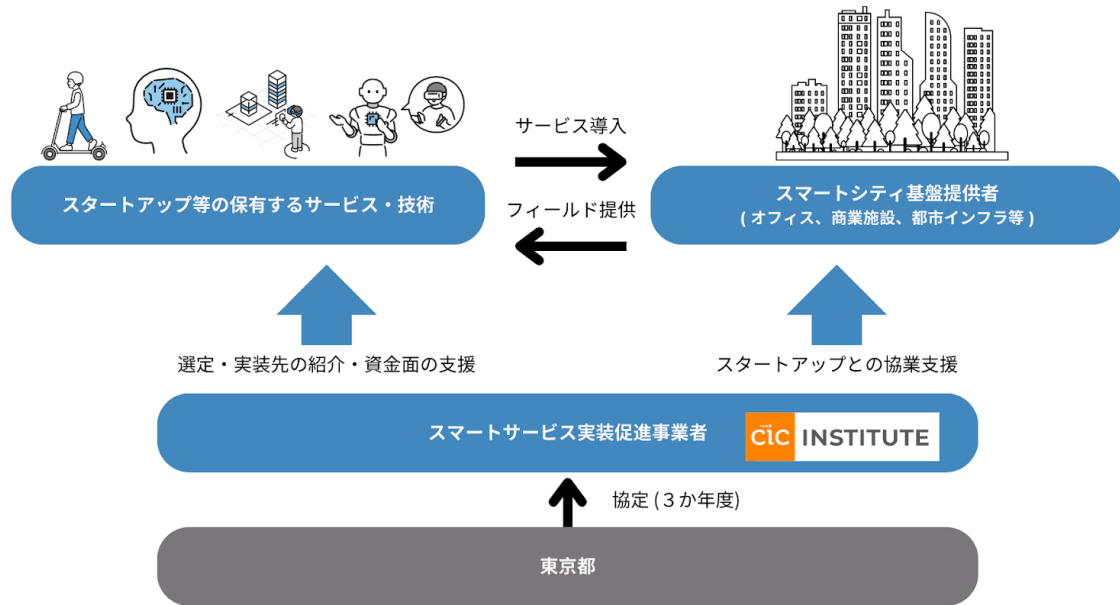 サービス導入
スタートアップ等の保有するサービス・技術
フィールド提供
スマートシティ基盤提供者
( オフィス、商業施設、都市インフラ等 )
選定・実装先の紹介・資金面の支援
スタートアップとの協業支援
スマートサービス実装促進事業者
CIC INSTITUTE
協定 (３か年度)
東京都